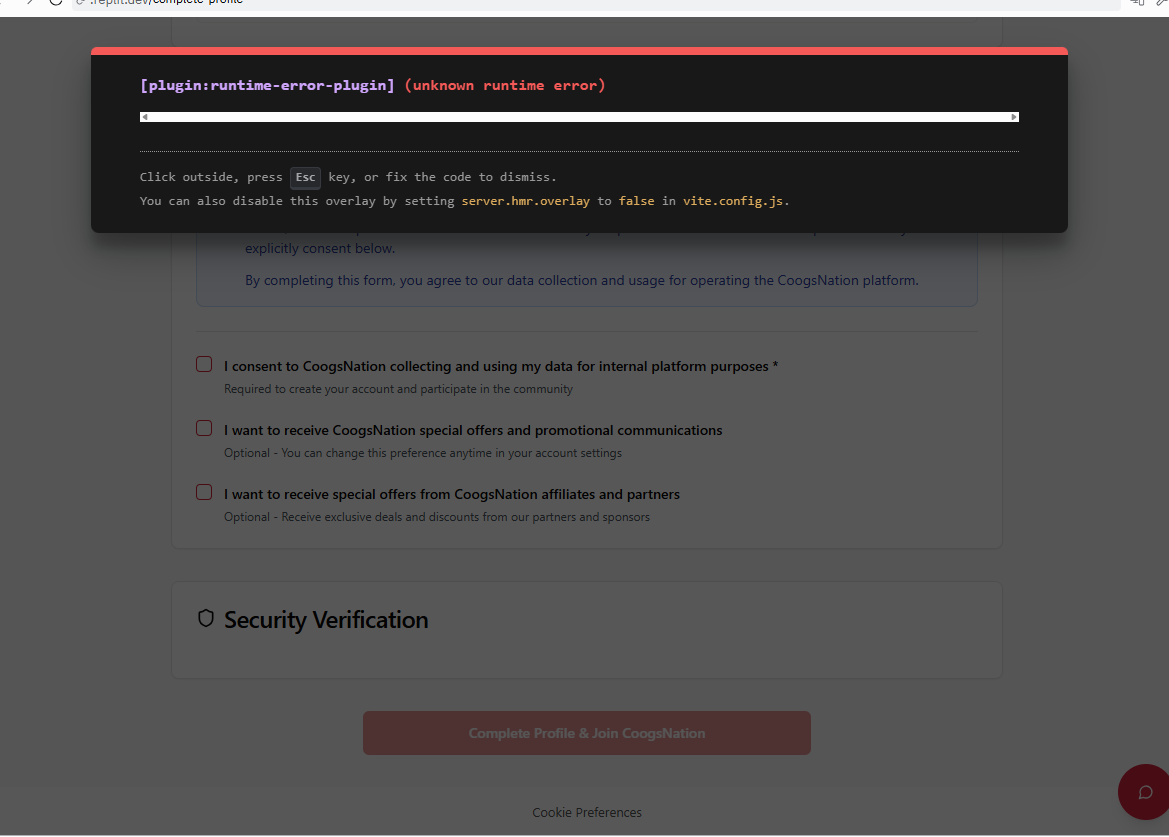 .replit.dev/complete-profile
[plugin:runtime-error-plugin] (unknown runtime error)
Click outside, press Esc key, or fix the code to dismiss.
You can also disable this overlay by setting server.hmr.overlay to false in vite.config.js.
explicitly consent below.
By completing this form, you agree to our data collection and usage for operating the CoogsNation platform.
I consent to CoogsNation collecting and using my data for internal platform purposes *
Required to create your account and participate in the community
I want to receive CoogsNation special offers and promotional communications
Optional - You can change this preference anytime in your account settings
I want to receive special offers from CoogsNation affiliates and partners
Optional - Receive exclusive deals and discounts from our partners and sponsors
Security Verification
Complete Profile & Join CoogsNation
Cookie Preferences